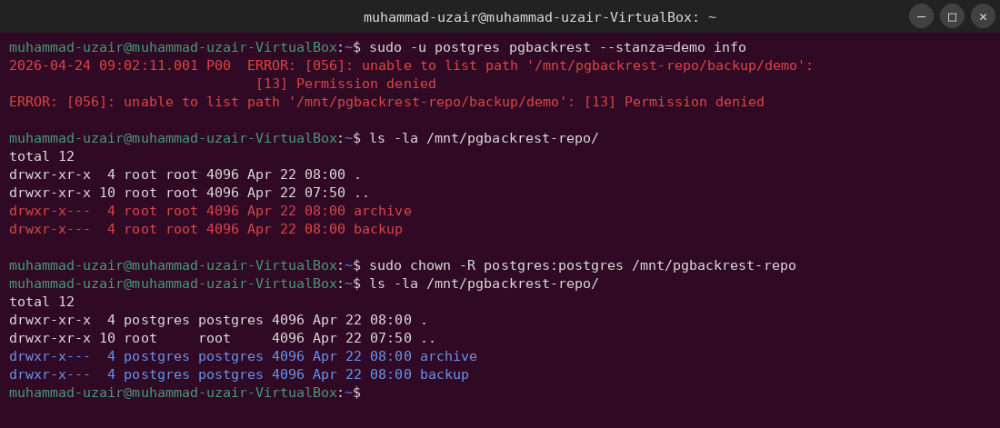 muhammad-uzair@muhammad-uzair-VirtualBox: ~
muhammad-uzair@muhammad-uzair-VirtualBox:~$ sudo -u postgres pgbackrest --stanza=demo info
2026-04-24 09:02:11.001 P00  ERROR: [056]: unable to list path '/mnt/pgbackrest-repo/backup/demo':
                              [13] Permission denied
ERROR: [056]: unable to list path '/mnt/pgbackrest-repo/backup/demo': [13] Permission denied
muhammad-uzair@muhammad-uzair-VirtualBox:~$ ls -la /mnt/pgbackrest-repo/
total 12
drwxr-xr-x  4 root root 4096 Apr 22 08:00 .
drwxr-xr-x 10 root root 4096 Apr 22 07:50 ..
drwxr-x---  4 root root 4096 Apr 22 08:00 archive
drwxr-x---  4 root root 4096 Apr 22 08:00 backup
muhammad-uzair@muhammad-uzair-VirtualBox:~$ sudo chown -R postgres:postgres /mnt/pgbackrest-repo
muhammad-uzair@muhammad-uzair-VirtualBox:~$ ls -la /mnt/pgbackrest-repo/
total 12
drwxr-xr-x  4 postgres postgres 4096 Apr 22 08:00 .
drwxr-xr-x 10 root     root     4096 Apr 22 07:50 ..
drwxr-x---  4 postgres postgres 4096 Apr 22 08:00 archive
drwxr-x---  4 postgres postgres 4096 Apr 22 08:00 backup
muhammad-uzair@muhammad-uzair-VirtualBox:~$